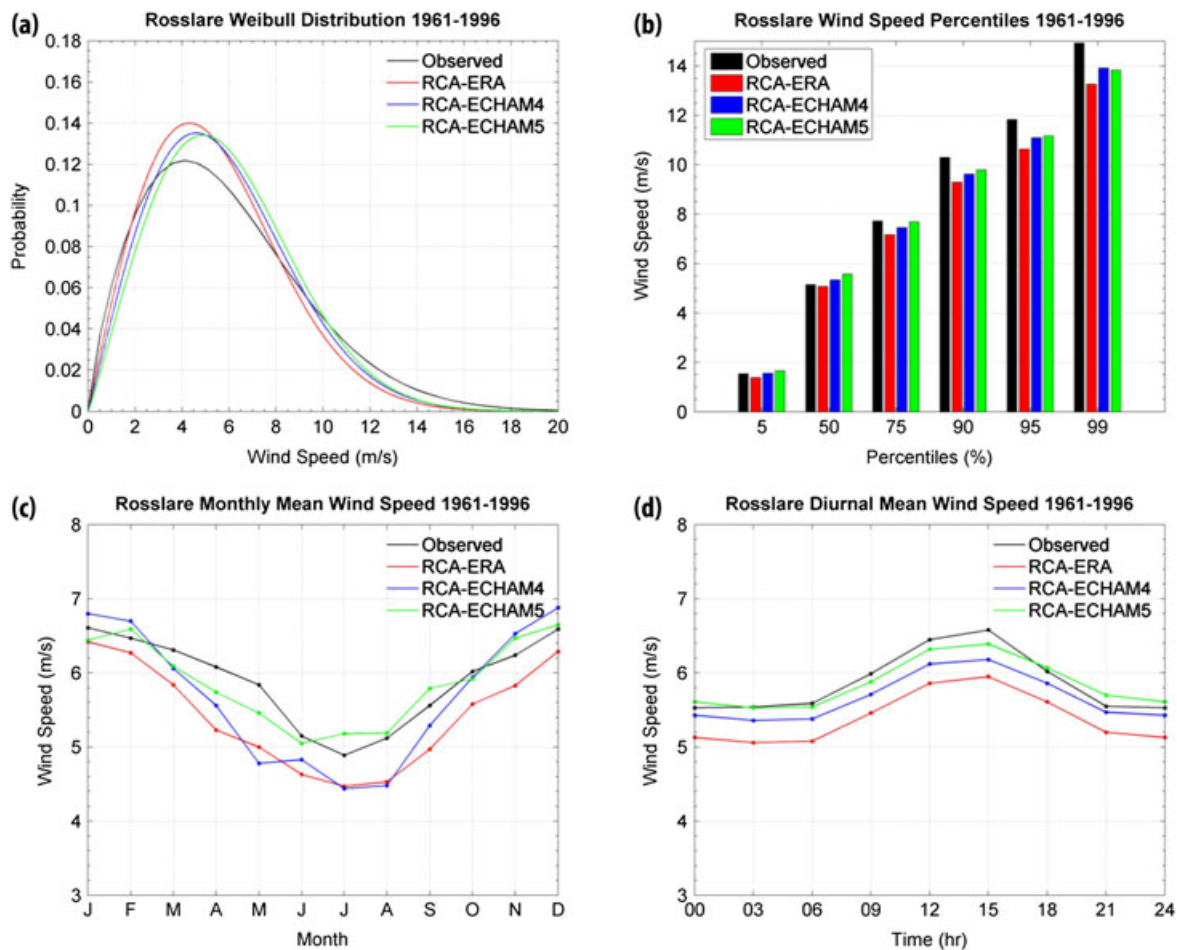 (a) Rosslare Weibull Distribution 1961-1996
Observed
RCA-ERA
RCA-ECHAM4
RCA-ECHAM5
Probability
0.18
0.16
0.14
0.12
0.1
0.08
0.06
0.04
0.02
0
0 2 4 6 8 10 12 14 16 18 20
Wind Speed (m/s)
(b) Rosslare Wind Speed Percentiles 1961-1996
Observed
RCA-ERA
RCA-ECHAM4
RCA-ECHAM5
Wind Speed (m/s)
14
12
10
8
6
4
2
0
5 50 75 90 95 99
Percentiles (%)
(c) Rosslare Monthly Mean Wind Speed 1961-1996
Observed
RCA-ERA
RCA-ECHAM4
RCA-ECHAM5
Wind Speed (m/s)
8
7
6
5
4
3
J F M A M J J A S O N D
Month
(d) Rosslare Diurnal Mean Wind Speed 1961-1996
Observed
RCA-ERA
RCA-ECHAM4
RCA-ECHAM5
Wind Speed (m/s)
8
7
6
5
4
3
00 03 06 09 12 15 18 21 24
Time (hr)